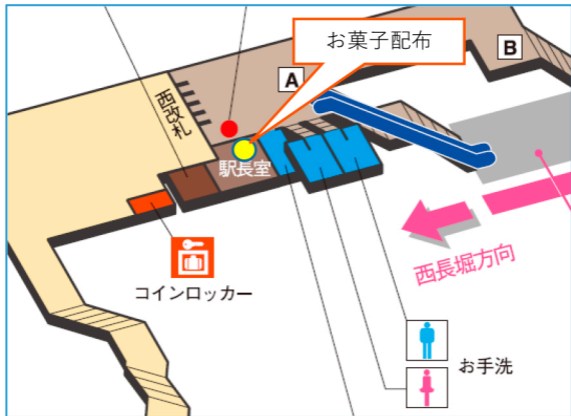 お菓子配布
B
A
西改札
駅長室
コインロッカー
西長堀方向
お手洗